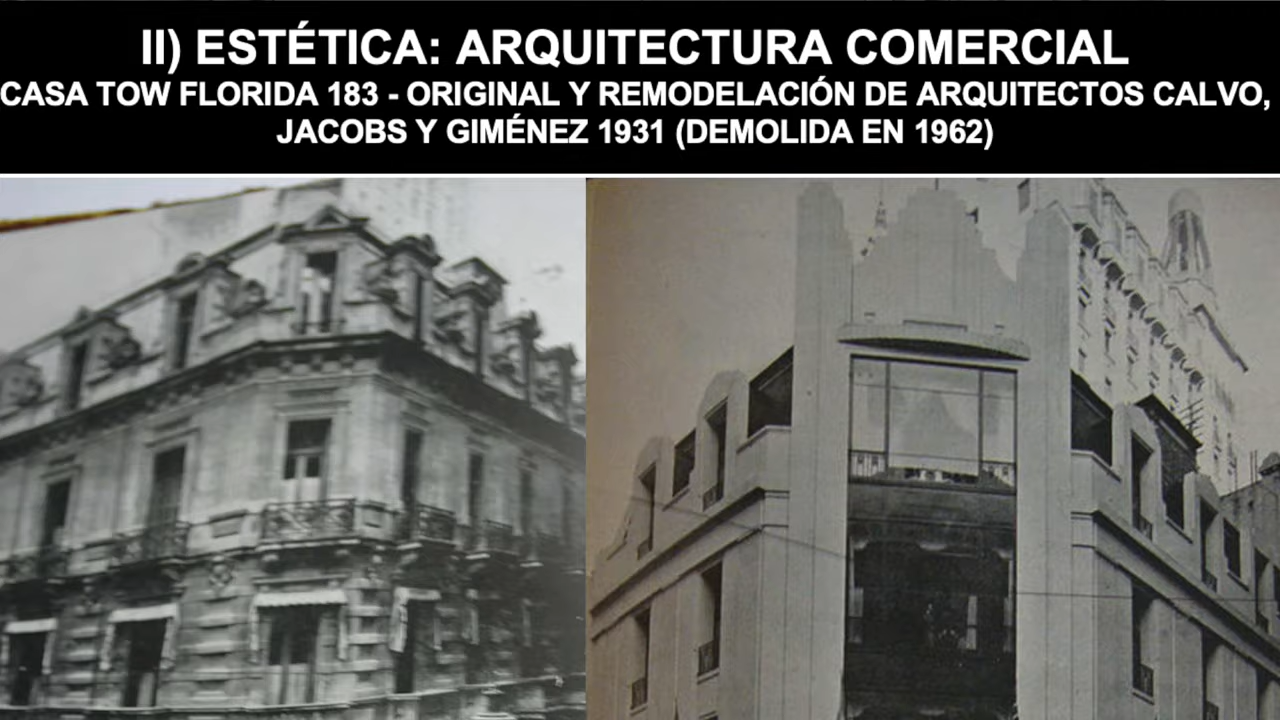 II) ESTÉTICA: ARQUITECTURA COMERCIAL
CASA TOW FLORIDA 183 - ORIGINAL Y REMODELACIÓN DE ARQUITECTOS CALVO,
JACOBS Y GIMÉNEZ 1931 (DEMOLIDA EN 1962)